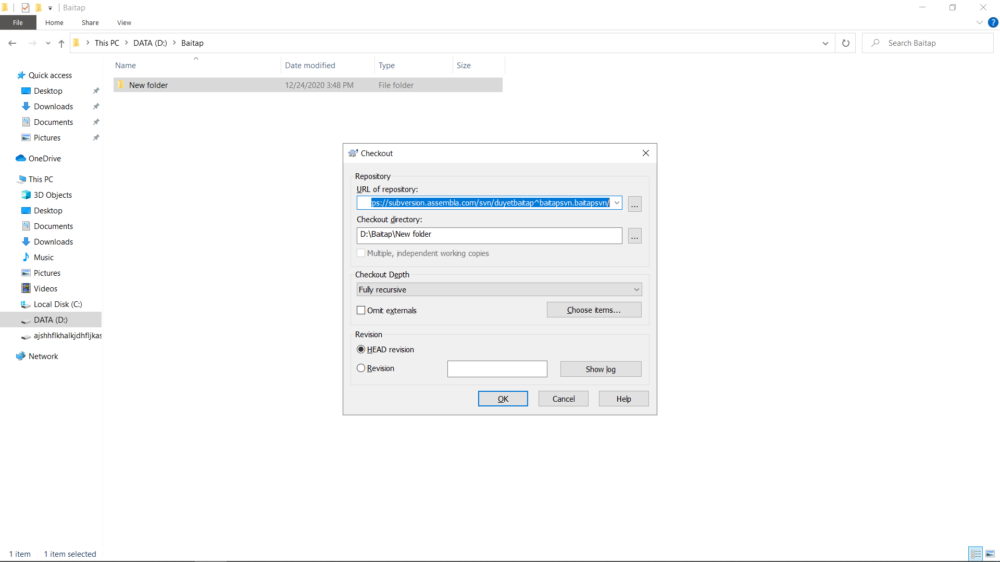 Baitap
File Home Share View
This PC DATA (D:) Baitap
Search Baitap
Name Date modified Type Size
New folder 12/24/2020 3:48 PM File folder
Quick access
Desktop
Downloads
Documents
Pictures
OneDrive
This PC
3D Objects
Desktop
Documents
Downloads
Music
Pictures
Videos
Local Disk (C:)
DATA (D:)
ajshhflkhalkjdhfljkas
Network
Checkout
Repository
URL of repository:
ps://subversion.assembla.com/svn/duyetbaitap^baitapsvn.baitapsvn/
...
Checkout directory:
D:\Baitap\New folder
...
Multiple, independent working copies
Checkout Depth
Fully recursive
Omit externals
Choose items...
Revision
HEAD revision
Revision
Show log
OK Cancel Help
1 item 1 item selected